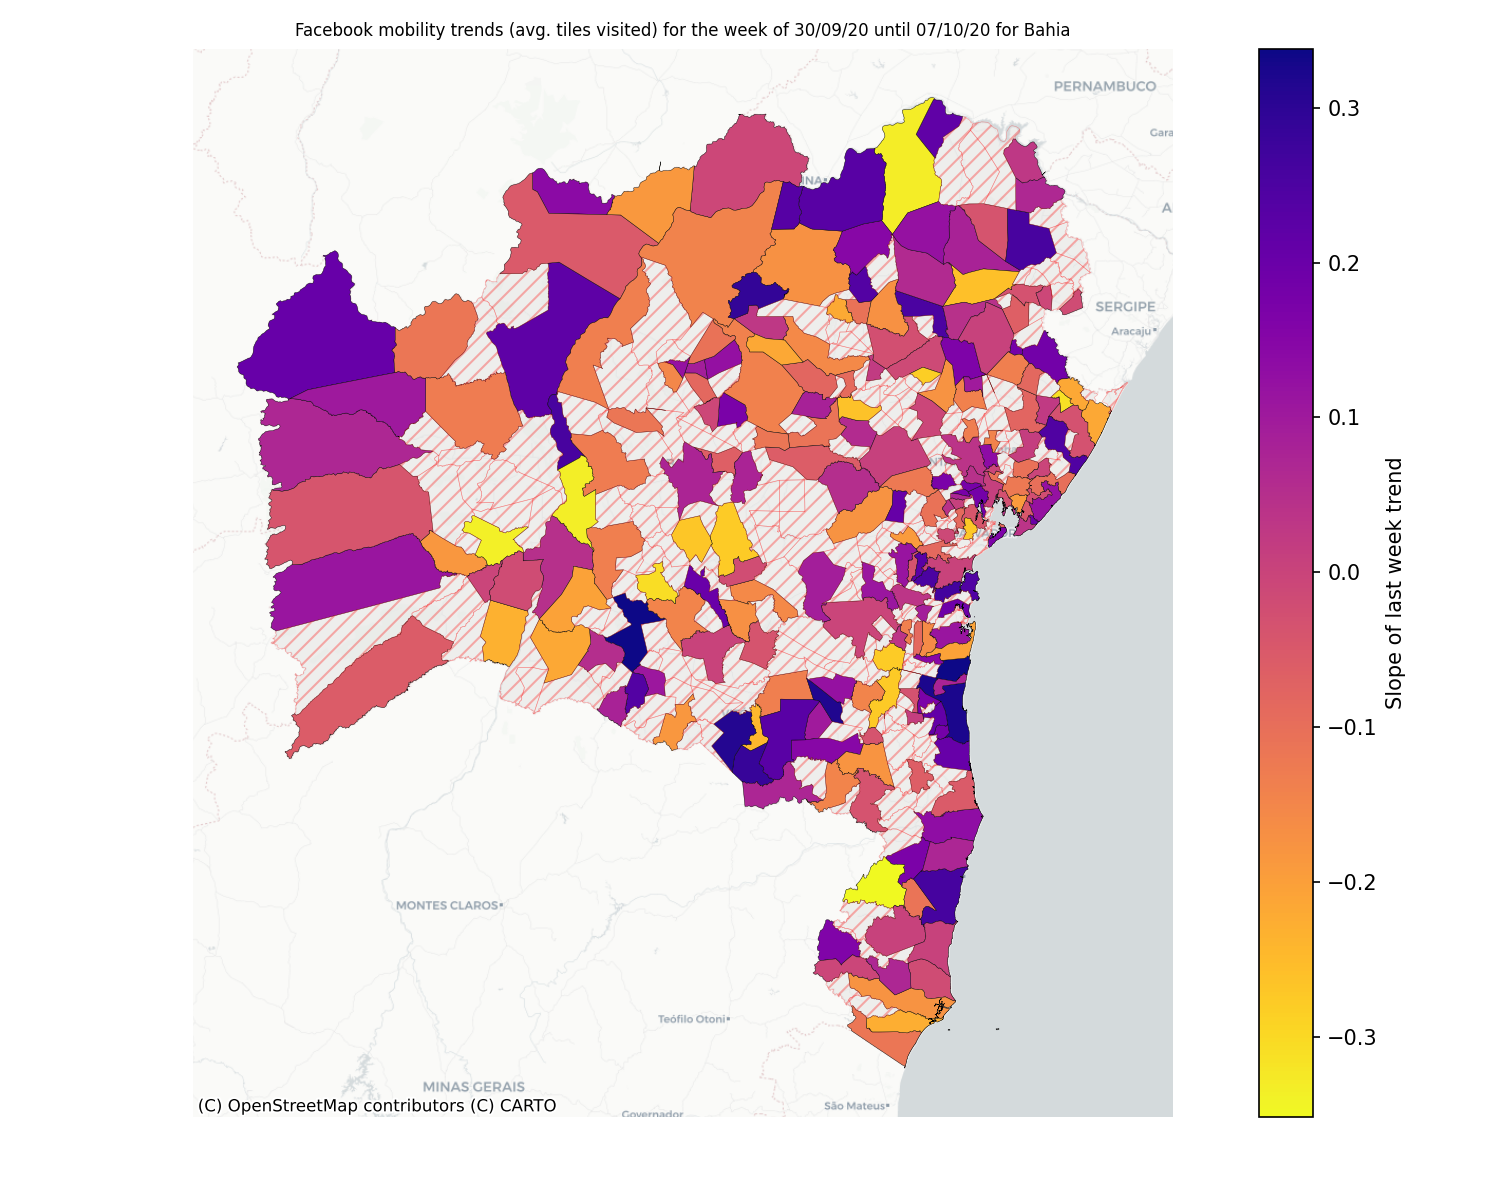 Facebook mobility trends (avg. tiles visited) for the week of 30/09/20 until 07/10/20 for Bahia
PERNAMBUCO
Gara
INA
A
SERGIPE
Aracaju
MONTES CLAROS
Teófilo Otoni
MINAS GERAIS
São Mateus
Governador
(C) OpenStreetMap contributors (C) CARTO
0.3
0.2
0.1
0.0
−0.1
−0.2
−0.3
Slope of last week trend